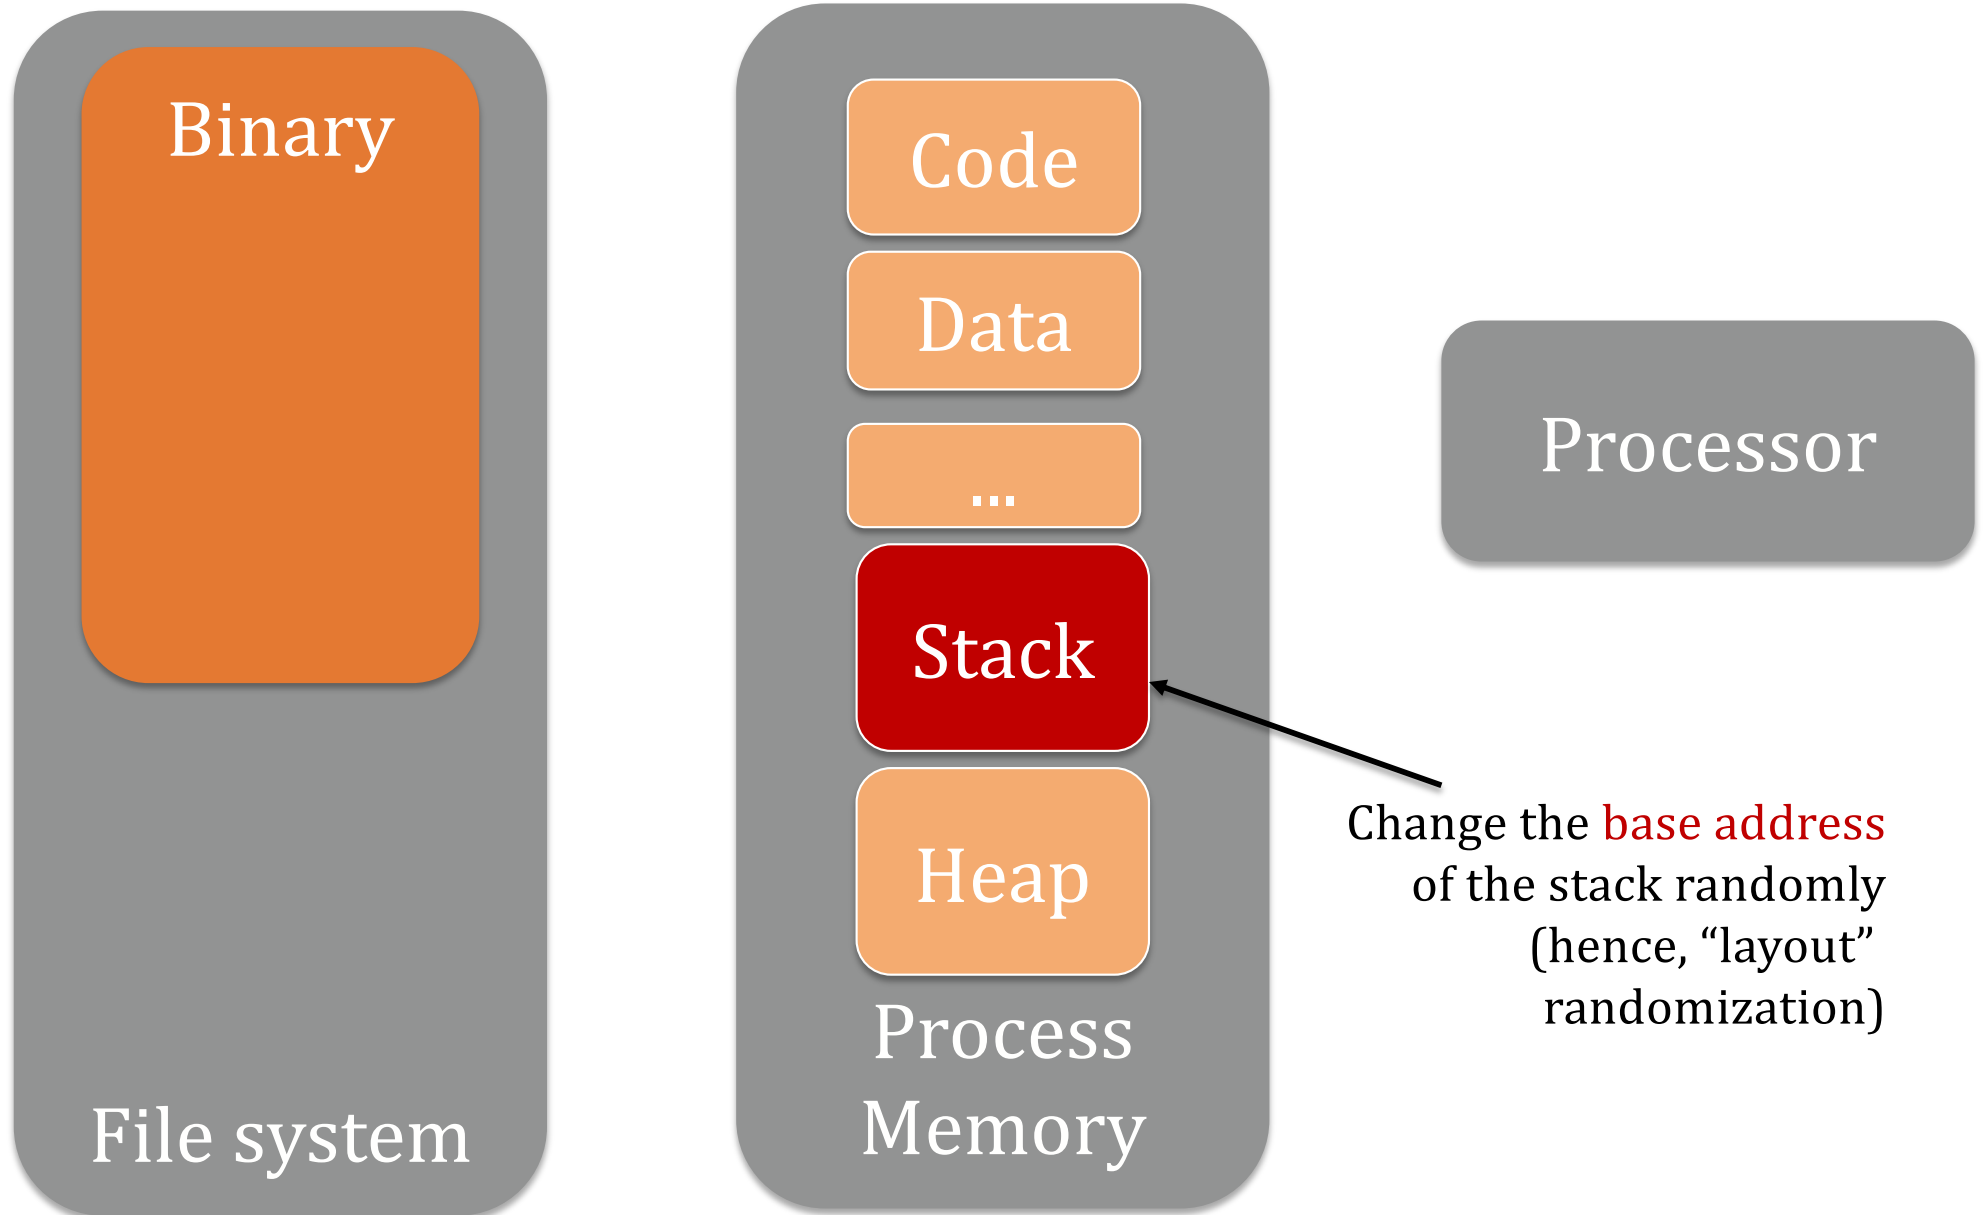 Binary
File system
Code
Data
...
Stack
Heap
Process
Memory
Processor
Change the base address
of the stack randomly
(hence, “layout”
randomization)